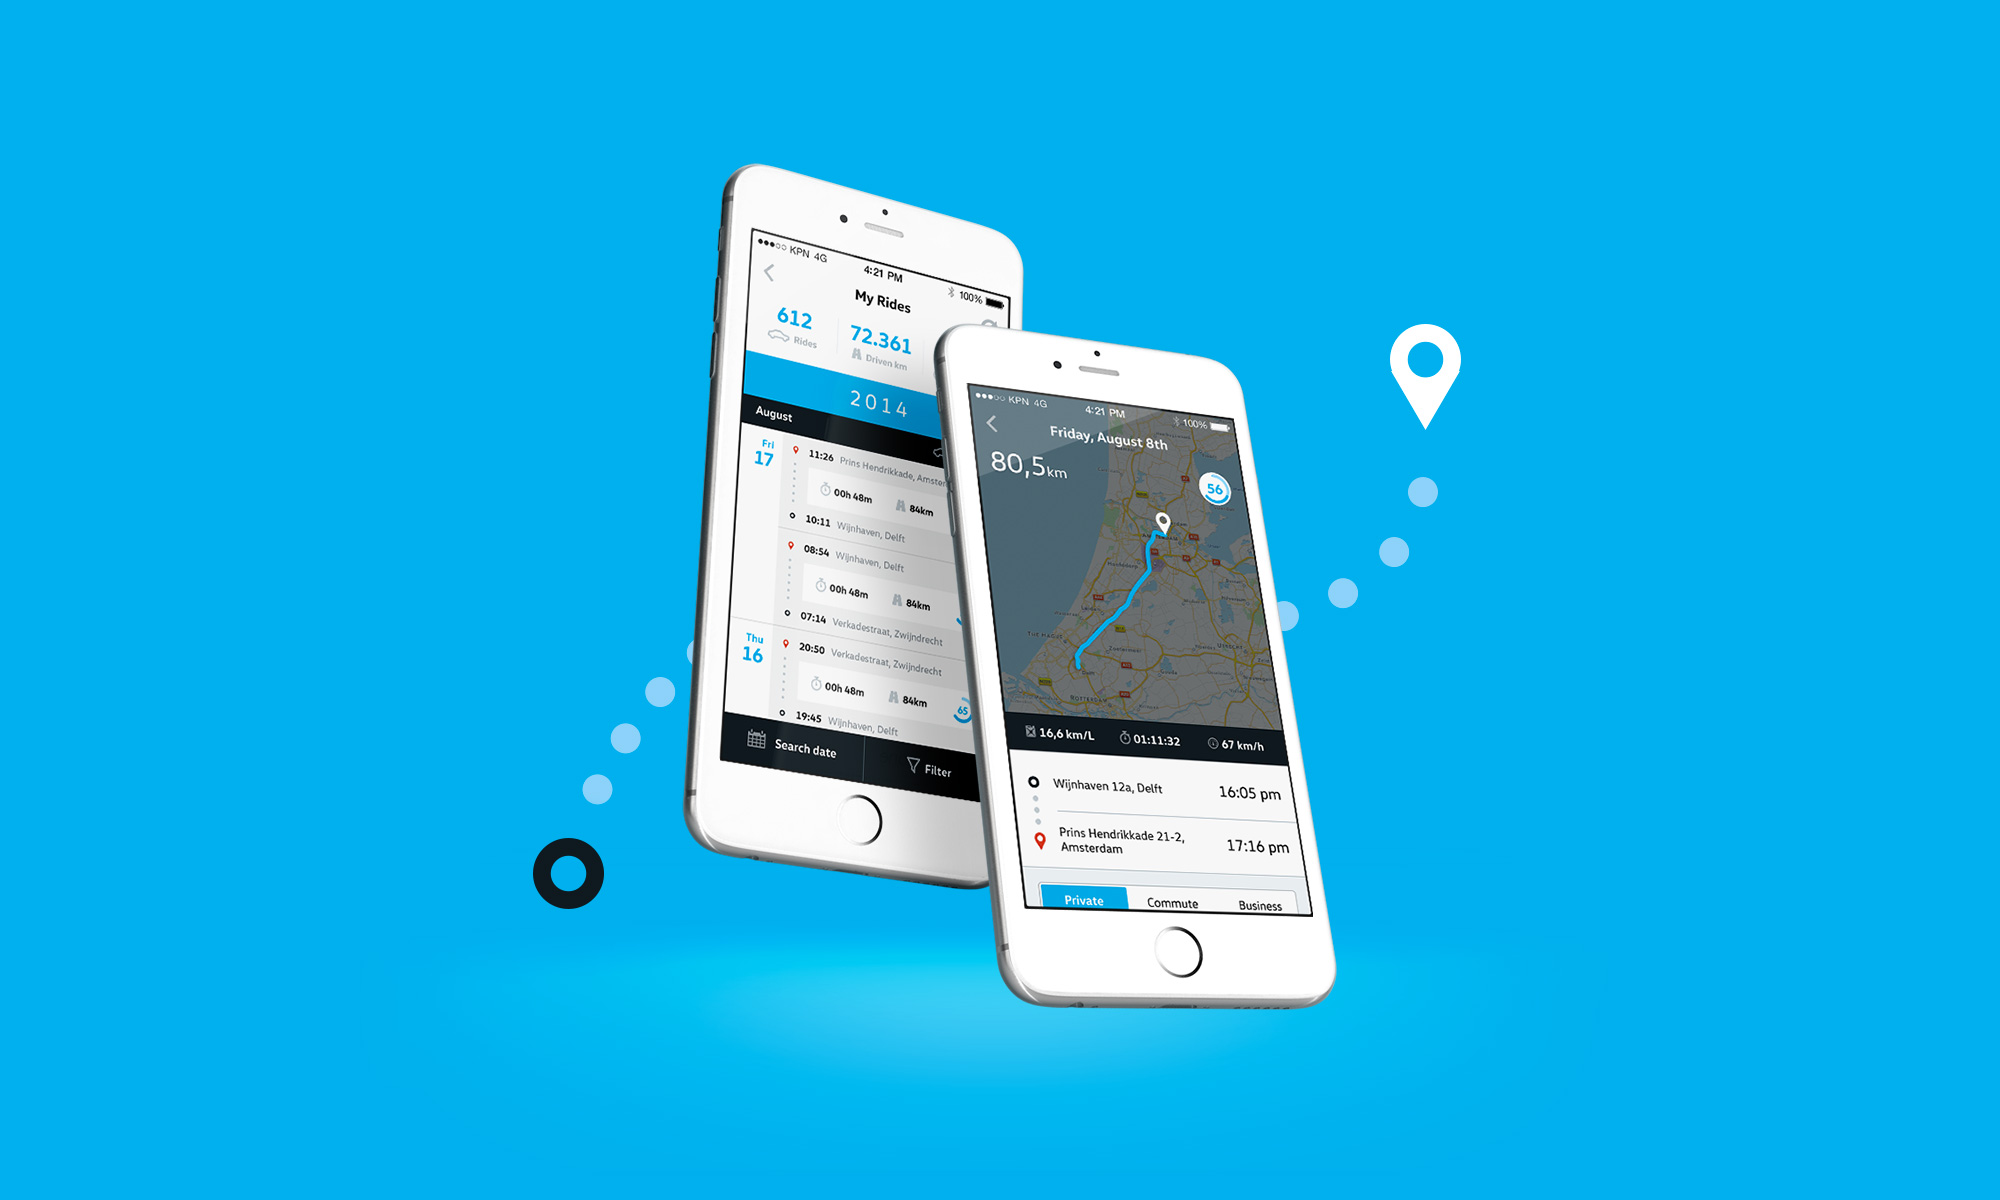 ●●●○○ KPN 4G
4:21 PM
100%
My Rides
612
Rides
72.361
Driven km
2014
August
Fri
17
11:26 Prins Hendrikkade, Amster
00h 48m 84km
10:11 Wijnhaven, Delft
08:54 Wijnhaven, Delft
00h 48m 84km
07:14 Verkadestraat, Zwijndrecht
Thu
16
20:50 Verkadestraat, Zwijndrecht
00h 48m 84km
65
19:45 Wijnhaven, Delft
Search date
Filter
●●●○○ KPN 4G
4:21 PM
100%
Friday, August 8th
80,5km
56
THE HAGUE
ROTTERDAM
16,6 km/L 01:11:32 67 km/h
Wijnhaven 12a, Delft 16:05 pm
Prins Hendrikkade 21-2,
Amsterdam
17:16 pm
Private Commute Business